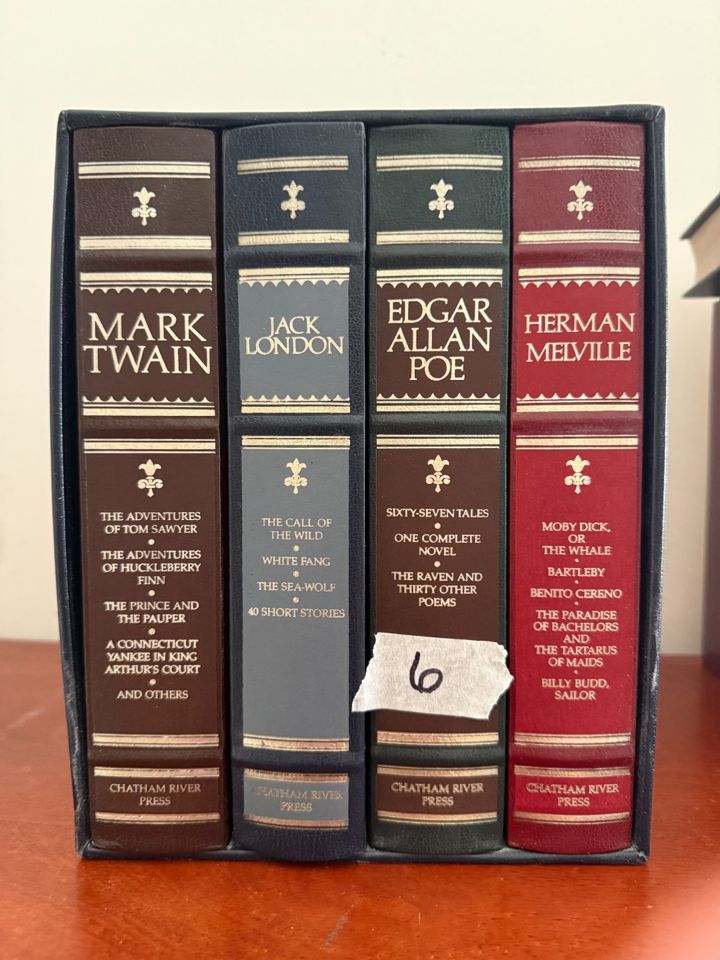 MARK
TWAIN
THE ADVENTURES
OF TOM SAWYER
THE ADVENTURES
OF HUCKLEBERRY
FINN
THE PRINCE AND
THE PAUPER
A CONNECTICUT
YANKEE IN KING
ARTHUR'S COURT
AND OTHERS
CHATHAM RIVER
PRESS
JACK
LONDON
THE CALL OF
THE WILD
WHITE FANG
THE SEA-WOLF
40 SHORT STORIES
CHATHAM RIVER
PRESS
EDGAR
ALLAN
POE
SIXTY-SEVEN TALES
ONE COMPLETE
NOVEL
THE RAVEN AND
THIRTY OTHER
POEMS
6
CHATHAM RIVER
PRESS
HERMAN
MELVILLE
MOBY DICK,
OR
THE WHALE
BARTLEBY
BENITO CERENO
THE PARADISE
OF BACHELORS
AND
THE TARTARUS
OF MAIDS
BILLY BUDD,
SAILOR
CHATHAM RIVER
PRESS